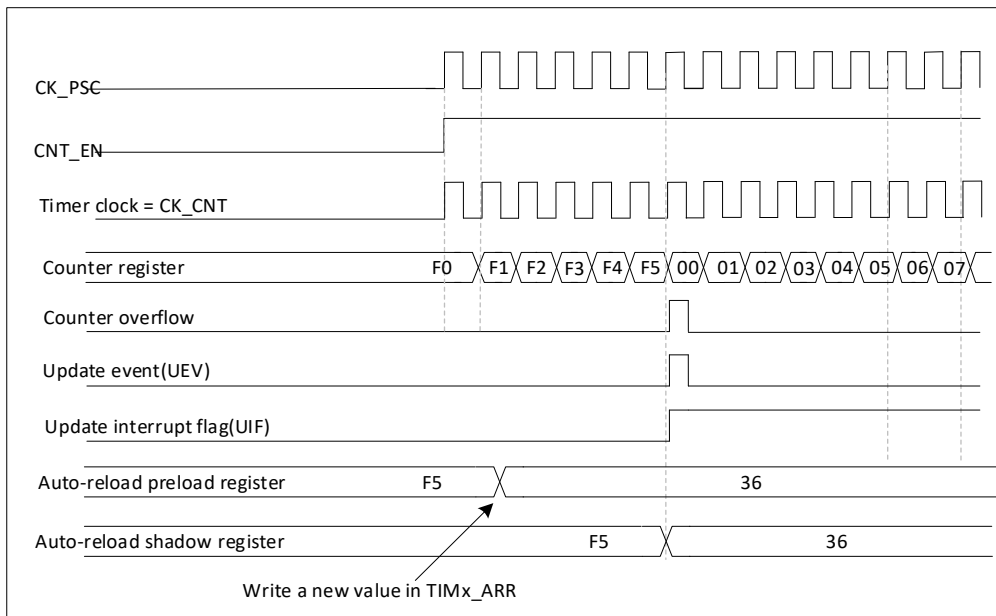 CK_PSC
CNT_EN
Timer clock = CK_CNT
Counter register F0 F1 F2 F3 F4 F5 00 01 02 03 04 05 06 07
Counter overflow
Update event(UEV)
Update interrupt flag(UIF)
Auto-reload preload register F5 36
Auto-reload shadow register F5 36
Write a new value in TIMx_ARR